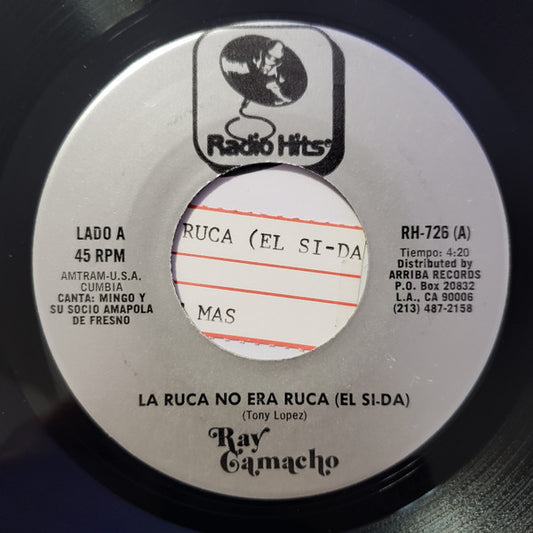 Radio Hits®
LADO A
45 RPM
AMTRAM-U.S.A.
CUMBIA
CANTA: MINGO Y
SU SOCIO AMAPOLA
DE FRESNO
RUCA (EL SI-DA
MAS
RH-726 (A)
Tiempo: 4:20
Distributed by
ARRIBA RECORDS
P.O. Box 20832
L.A., CA 90006
(213) 487-2158
LA RUCA NO ERA RUCA (EL SI-DA)
(Tony Lopez)
Ray
Camacho